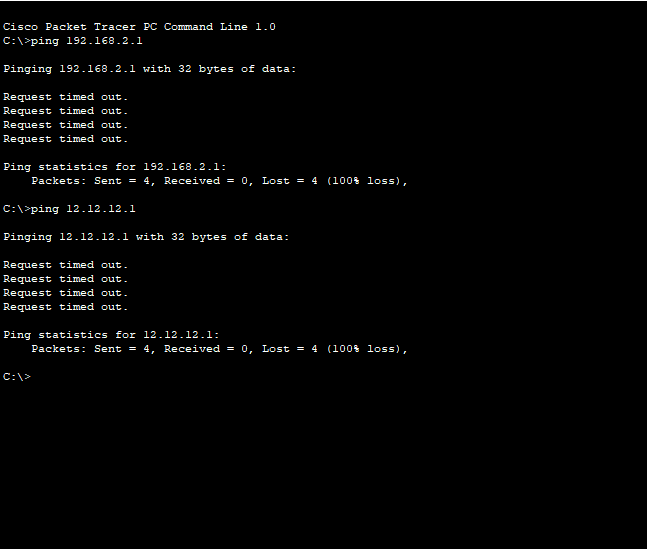 Cisco Packet Tracer PC Command Line 1.0
C:\>ping 192.168.2.1
Pinging 192.168.2.1 with 32 bytes of data:
Request timed out.
Request timed out.
Request timed out.
Request timed out.
Ping statistics for 192.168.2.1:
    Packets: Sent = 4, Received = 0, Lost = 4 (100% loss),
C:\>ping 12.12.12.1
Pinging 12.12.12.1 with 32 bytes of data:
Request timed out.
Request timed out.
Request timed out.
Request timed out.
Ping statistics for 12.12.12.1:
    Packets: Sent = 4, Received = 0, Lost = 4 (100% loss),
C:\>